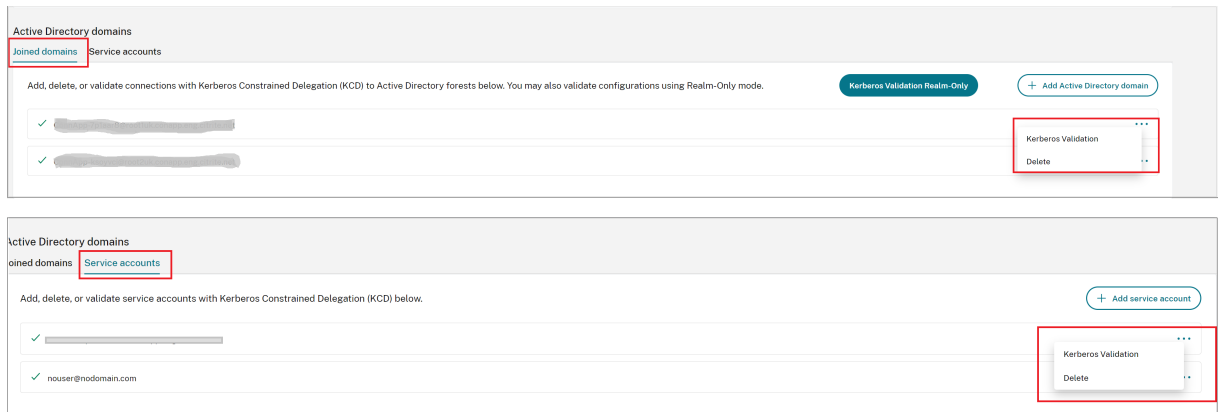 Active Directory domains
Joined domains Service accounts
Add, delete, or validate connections with Kerberos Constrained Delegation (KCD) to Active Directory forests below. You may also validate configurations using Realm-Only mode. Kerberos Validation Realm-Only + Add Active Directory domain
Kerberos Validation
Delete
Active Directory domains
oined domains Service accounts
Add, delete, or validate service accounts with Kerberos Constrained Delegation (KCD) below. + Add service account
Kerberos Validation
nouser@nodomain.com Delete